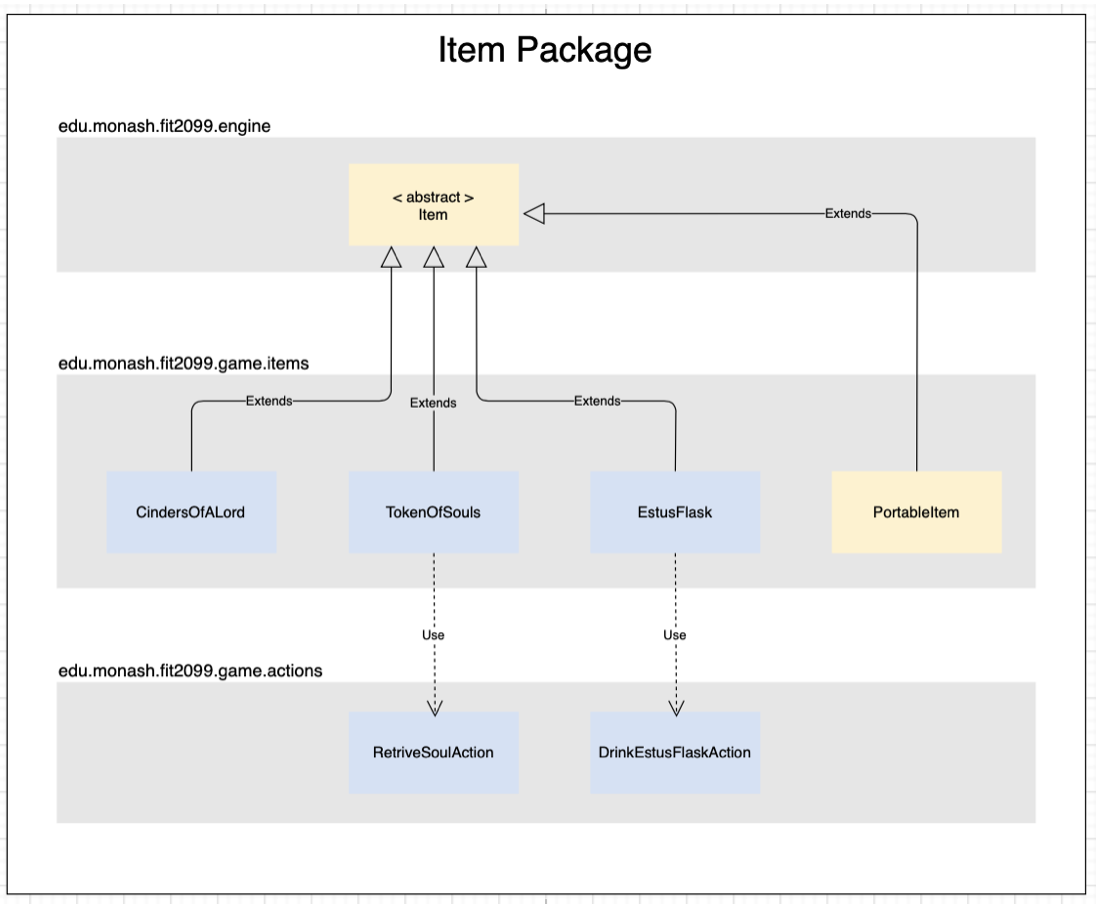 Item Package
edu.monash.fit2099.engine
< abstract >
Item
Extends
edu.monash.fit2099.game.items
Extends
Extends
Extends
CindersOfALord
TokenOfSouls
EstusFlask
PortableItem
Use
Use
edu.monash.fit2099.game.actions
RetriveSoulAction
DrinkEstusFlaskAction